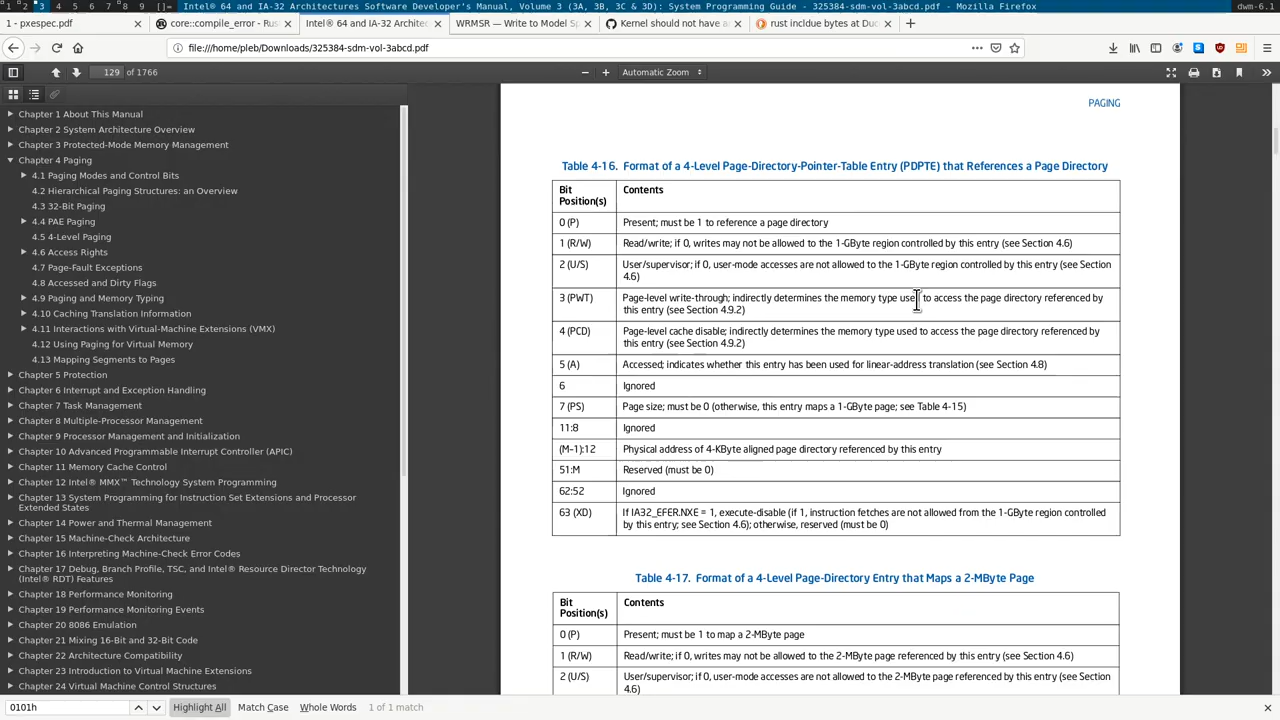 1 2 3 4 5 6 7 8 9 []= Intel® 64 and IA-32 Architectures Software Developer's Manual, Volume 3 (3A, 3B, 3C & 3D): System Programming Guide - 325384-sdm-vol-3abcd.pdf - Mozilla Firefox dwm-6.1
1 - pxespec.pdf core::compile_error - Rus Intel® 64 and IA-32 Architec WRMSR — Write to Model Sp Kernel should not have a rust incldue bytes at Duc
file:///home/pleb/Downloads/325384-sdm-vol-3abcd.pdf
129 of 1766 Automatic Zoom
Chapter 1 About This Manual
Chapter 2 System Architecture Overview
Chapter 3 Protected-Mode Memory Management
Chapter 4 Paging
4.1 Paging Modes and Control Bits
4.2 Hierarchical Paging Structures: an Overview
4.3 32-Bit Paging
4.4 PAE Paging
4.5 4-Level Paging
4.6 Access Rights
4.7 Page-Fault Exceptions
4.8 Accessed and Dirty Flags
4.9 Paging and Memory Typing
4.10 Caching Translation Information
4.11 Interactions with Virtual-Machine Extensions (VMX)
4.12 Using Paging for Virtual Memory
4.13 Mapping Segments to Pages
Chapter 5 Protection
Chapter 6 Interrupt and Exception Handling
Chapter 7 Task Management
Chapter 8 Multiple-Processor Management
Chapter 9 Processor Management and Initialization
Chapter 10 Advanced Programmable Interrupt Controller (APIC)
Chapter 11 Memory Cache Control
Chapter 12 Intel® MMX™ Technology System Programming
Chapter 13 System Programming for Instruction Set Extensions and Processor
Extended States
Chapter 14 Power and Thermal Management
Chapter 15 Machine-Check Architecture
Chapter 16 Interpreting Machine-Check Error Codes
Chapter 17 Debug, Branch Profile, TSC, and Intel® Resource Director Technology
(Intel® RDT) Features
Chapter 18 Performance Monitoring
Chapter 19 Performance Monitoring Events
Chapter 20 8086 Emulation
Chapter 21 Mixing 16-Bit and 32-Bit Code
Chapter 22 Architecture Compatibility
Chapter 23 Introduction to Virtual Machine Extensions
Chapter 24 Virtual Machine Control Structures
PAGING
Table 4-16. Format of a 4-Level Page-Directory-Pointer-Table Entry (PDPTE) that References a Page Directory
Bit
Position(s) Contents
0 (P) Present; must be 1 to reference a page directory
1 (R/W) Read/write; if 0, writes may not be allowed to the 1-GByte region controlled by this entry (see Section 4.6)
2 (U/S) User/supervisor; if 0, user-mode accesses are not allowed to the 1-GByte region controlled by this entry (see Section
4.6)
3 (PWT) Page-level write-through; indirectly determines the memory type used to access the page directory referenced by
this entry (see Section 4.9.2)
4 (PCD) Page-level cache disable; indirectly determines the memory type used to access the page directory referenced by
this entry (see Section 4.9.2)
5 (A) Accessed; indicates whether this entry has been used for linear-address translation (see Section 4.8)
6 Ignored
7 (PS) Page size; must be 0 (otherwise, this entry maps a 1-GByte page; see Table 4-15)
11:8 Ignored
(M–1):12 Physical address of 4-KByte aligned page directory referenced by this entry
51:M Reserved (must be 0)
62:52 Ignored
63 (XD) If IA32_EFER.NXE = 1, execute-disable (if 1, instruction fetches are not allowed from the 1-GByte region controlled
by this entry; see Section 4.6); otherwise, reserved (must be 0)
Table 4-17. Format of a 4-Level Page-Directory Entry that Maps a 2-MByte Page
Bit
Position(s) Contents
0 (P) Present; must be 1 to map a 2-MByte page
1 (R/W) Read/write; if 0, writes may not be allowed to the 2-MByte page referenced by this entry (see Section 4.6)
2 (U/S) User/supervisor; if 0, user-mode accesses are not allowed to the 2-MByte page referenced by this entry (see Section
4.6)
0101h Highlight All Match Case Whole Words 1 of 1 match